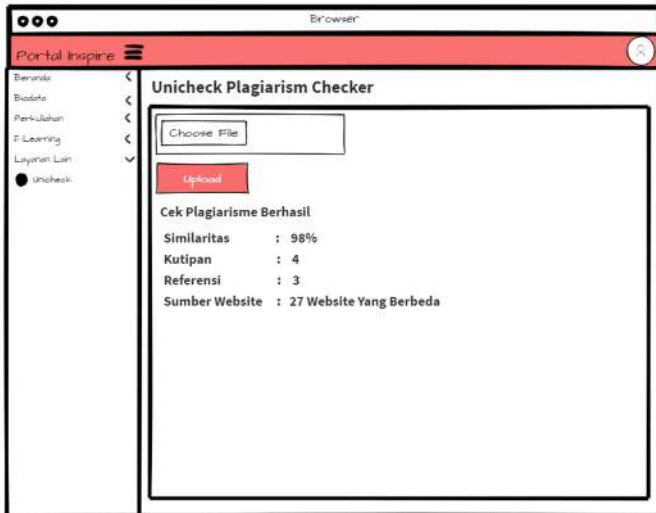 Browser
Portal Inspire
Beranda
Biodata
Perkuliahan
E-Learning
Layanan Lain
Unicheck
Unicheck Plagiarism Checker
Choose File
Upload
Cek Plagiarisme Berhasil
Similaritas : 98%
Kutipan : 4
Referensi : 3
Sumber Website : 27 Website Yang Berbeda